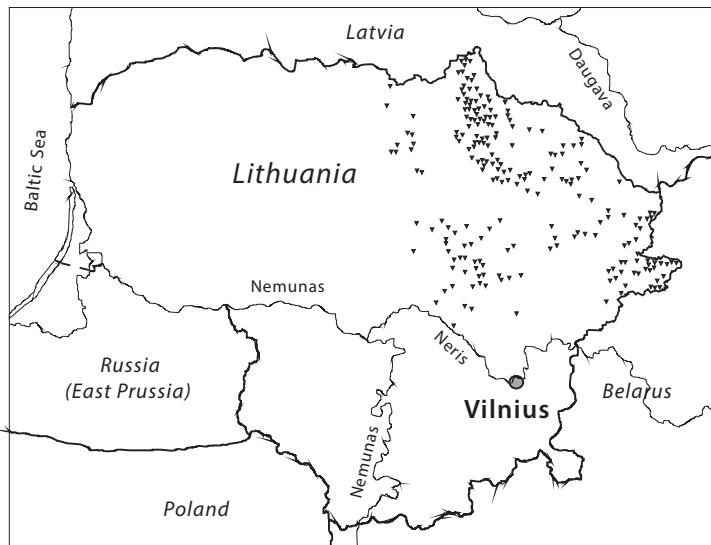 Latvia
Daugava
Baltic Sea
Lithuania
Nemunas
Neris
Russia
(East Prussia)
Belarus
Vilnius
Nemunas
Poland